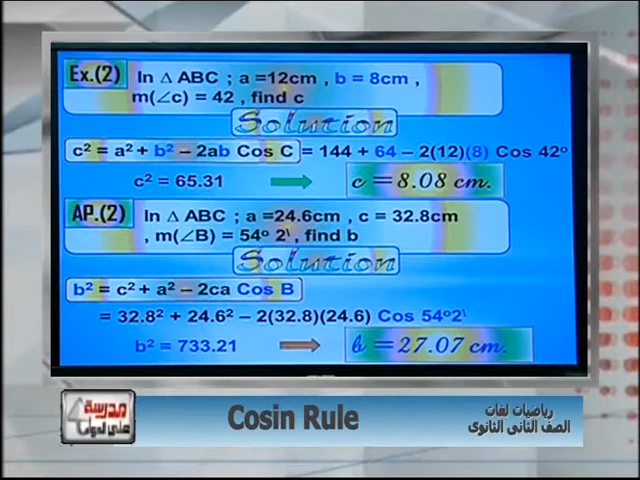 Ex.(2)
In Δ ABC ; a =12cm , b = 8cm ,
m(∠c) = 42 , find c
Solution
c² = a² + b² – 2ab Cos C = 144 + 64 – 2(12)(8) Cos 42º
c² = 65.31
c = 8.08 cm.
AP.(2)
In Δ ABC ; a =24.6cm , c = 32.8cm
, m(∠B) = 54º 2\ , find b
Solution
b² = c² + a² – 2ca Cos B
= 32.8² + 24.6² – 2(32.8)(24.6) Cos 54º2\
b² = 733.21
b = 27.07 cm.
مدرسة
على الهواء
Cosin Rule
رياضيات لغات
الصف الثانى الثانوى